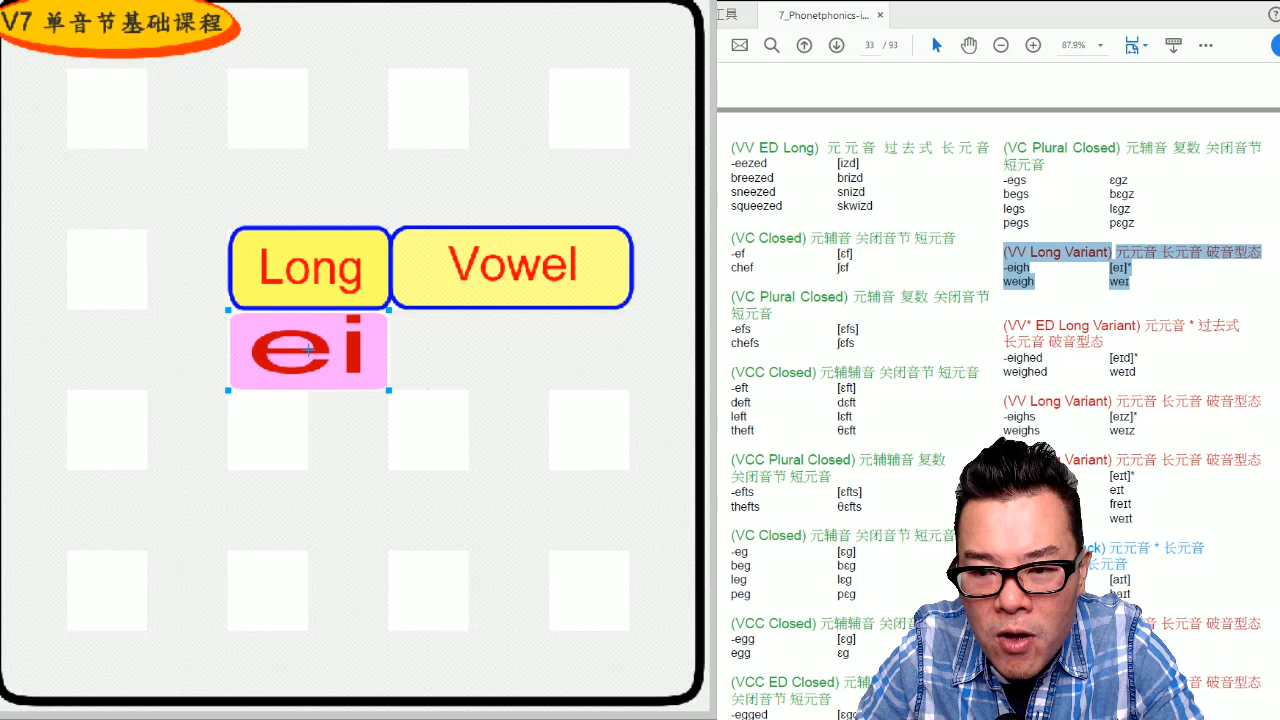 V7 单音节基础课程
Long Vowel
ei
工具
7_Phonetphonics-i... ×
33 / 93
87.9%
(VV ED Long) 元 元 音 过 去 式 长 元 音
-eezed [izd]
breezed brizd
sneezed snizd
squeezed skwizd
(VC Closed) 元辅音 关闭音节 短元音
-ef [ɛf]
chef ʃɛf
(VC Plural Closed) 元辅音 复数 关闭音节
短元音
-efs [ɛfs]
chefs ʃɛfs
(VCC Closed) 元辅辅音 关闭音节 短元音
-eft [ɛft]
deft dɛft
left lɛft
theft θɛft
(VCC Plural Closed) 元辅辅音 复数
关闭音节 短元音
-efts [ɛfts]
thefts θɛfts
(VC Closed) 元辅音 关闭音节 短元音
-eg [ɛg]
beg bɛg
leg lɛg
peg pɛg
(VCC Closed) 元辅辅音 关闭音
-egg [ɛg]
egg ɛg
(VCC ED Closed) 元辅
关闭音节 短元音
-egged
(VC Plural Closed) 元辅音 复数 关闭音节
短元音
-egs ɛgz
begs bɛgz
legs lɛgz
pegs pɛgz
(VV Long Variant) 元元音 长元音 破音型态
-eigh [eɪ]*
weigh weɪ
(VV* ED Long Variant) 元元音 * 过去式
长元音 破音型态
-eighed [eɪd]*
weighed weɪd
(VV Long Variant) 元元音 长元音 破音型态
-eighs [eɪz]*
weighs weɪz
Long Variant) 元元音 长元音 破音型态
[eɪt]*
eɪt
freɪt
weɪt
ck) 元元音 * 长元音
长元音
[aɪt]
音 长元音 破音型态
音 长元音 破音型态